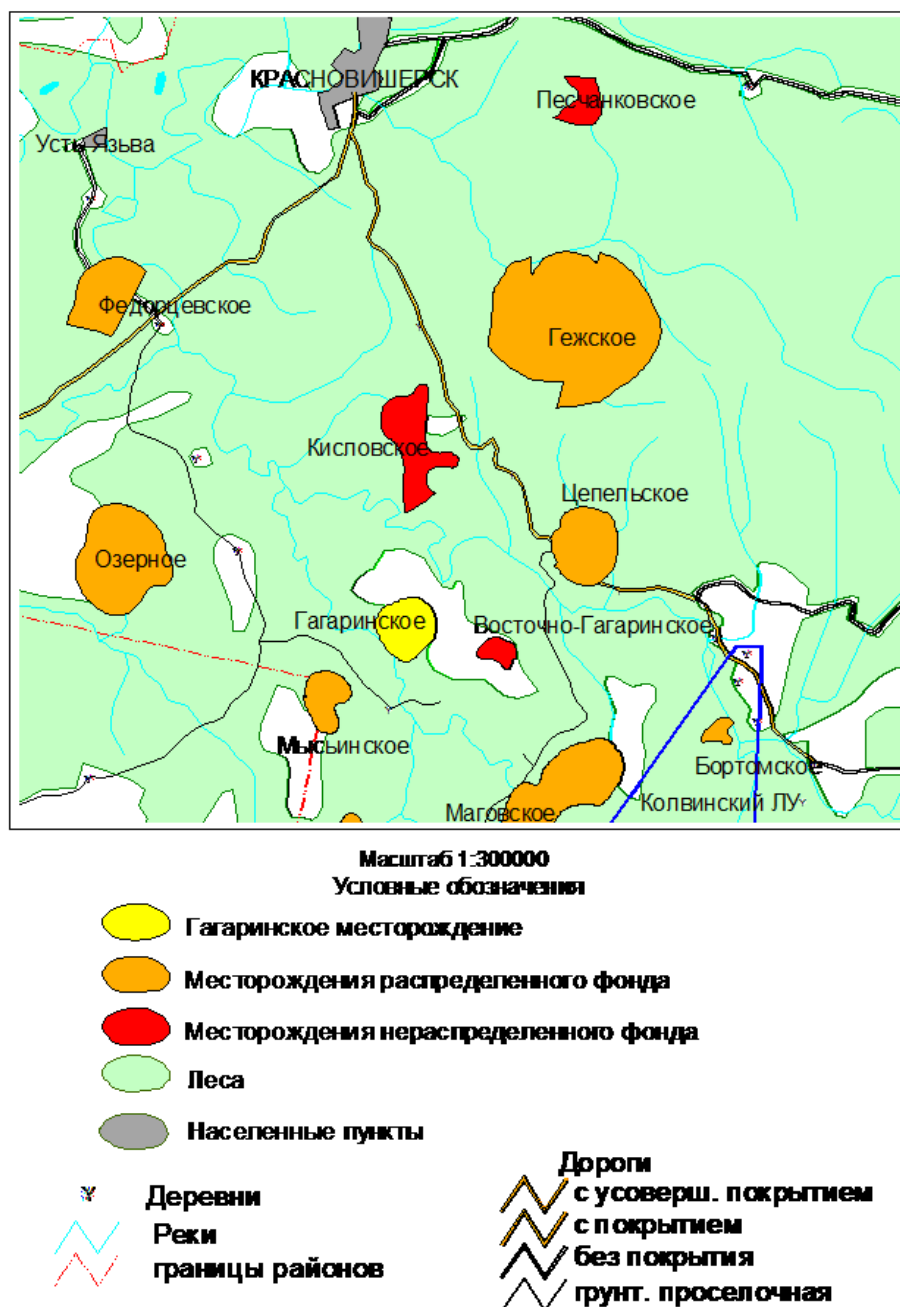 КРАСНОВИШЕРСК
Песчанковское
Усть Язьва
Федорцевское
Гежское
Кисловское
Цепельское
Озерное
Гагаринское
Восточно-Гагаринское
Мысьинское
Бортомское
Колвинский ЛУ
Маговское
Масштаб 1:300000
Условные обозначения
Гагаринское месторождение
Месторождения распределенного фонда
Месторождения нераспределенного фонда
Леса
Населенные пункты
Деревни
Реки
границы районов
Дороги
с усоверш. покрытием
с покрытием
без покрытия
грунт. проселочная